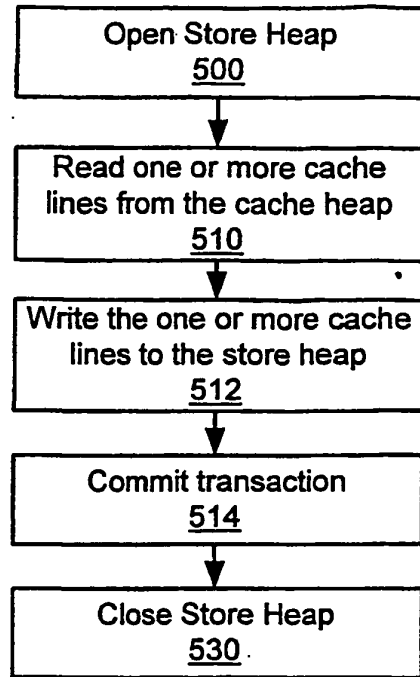 Open Store Heap
500
Read one or more cache
lines from the cache heap
510
Write the one or more cache
lines to the store heap
512
Commit transaction
514
Close Store Heap
530